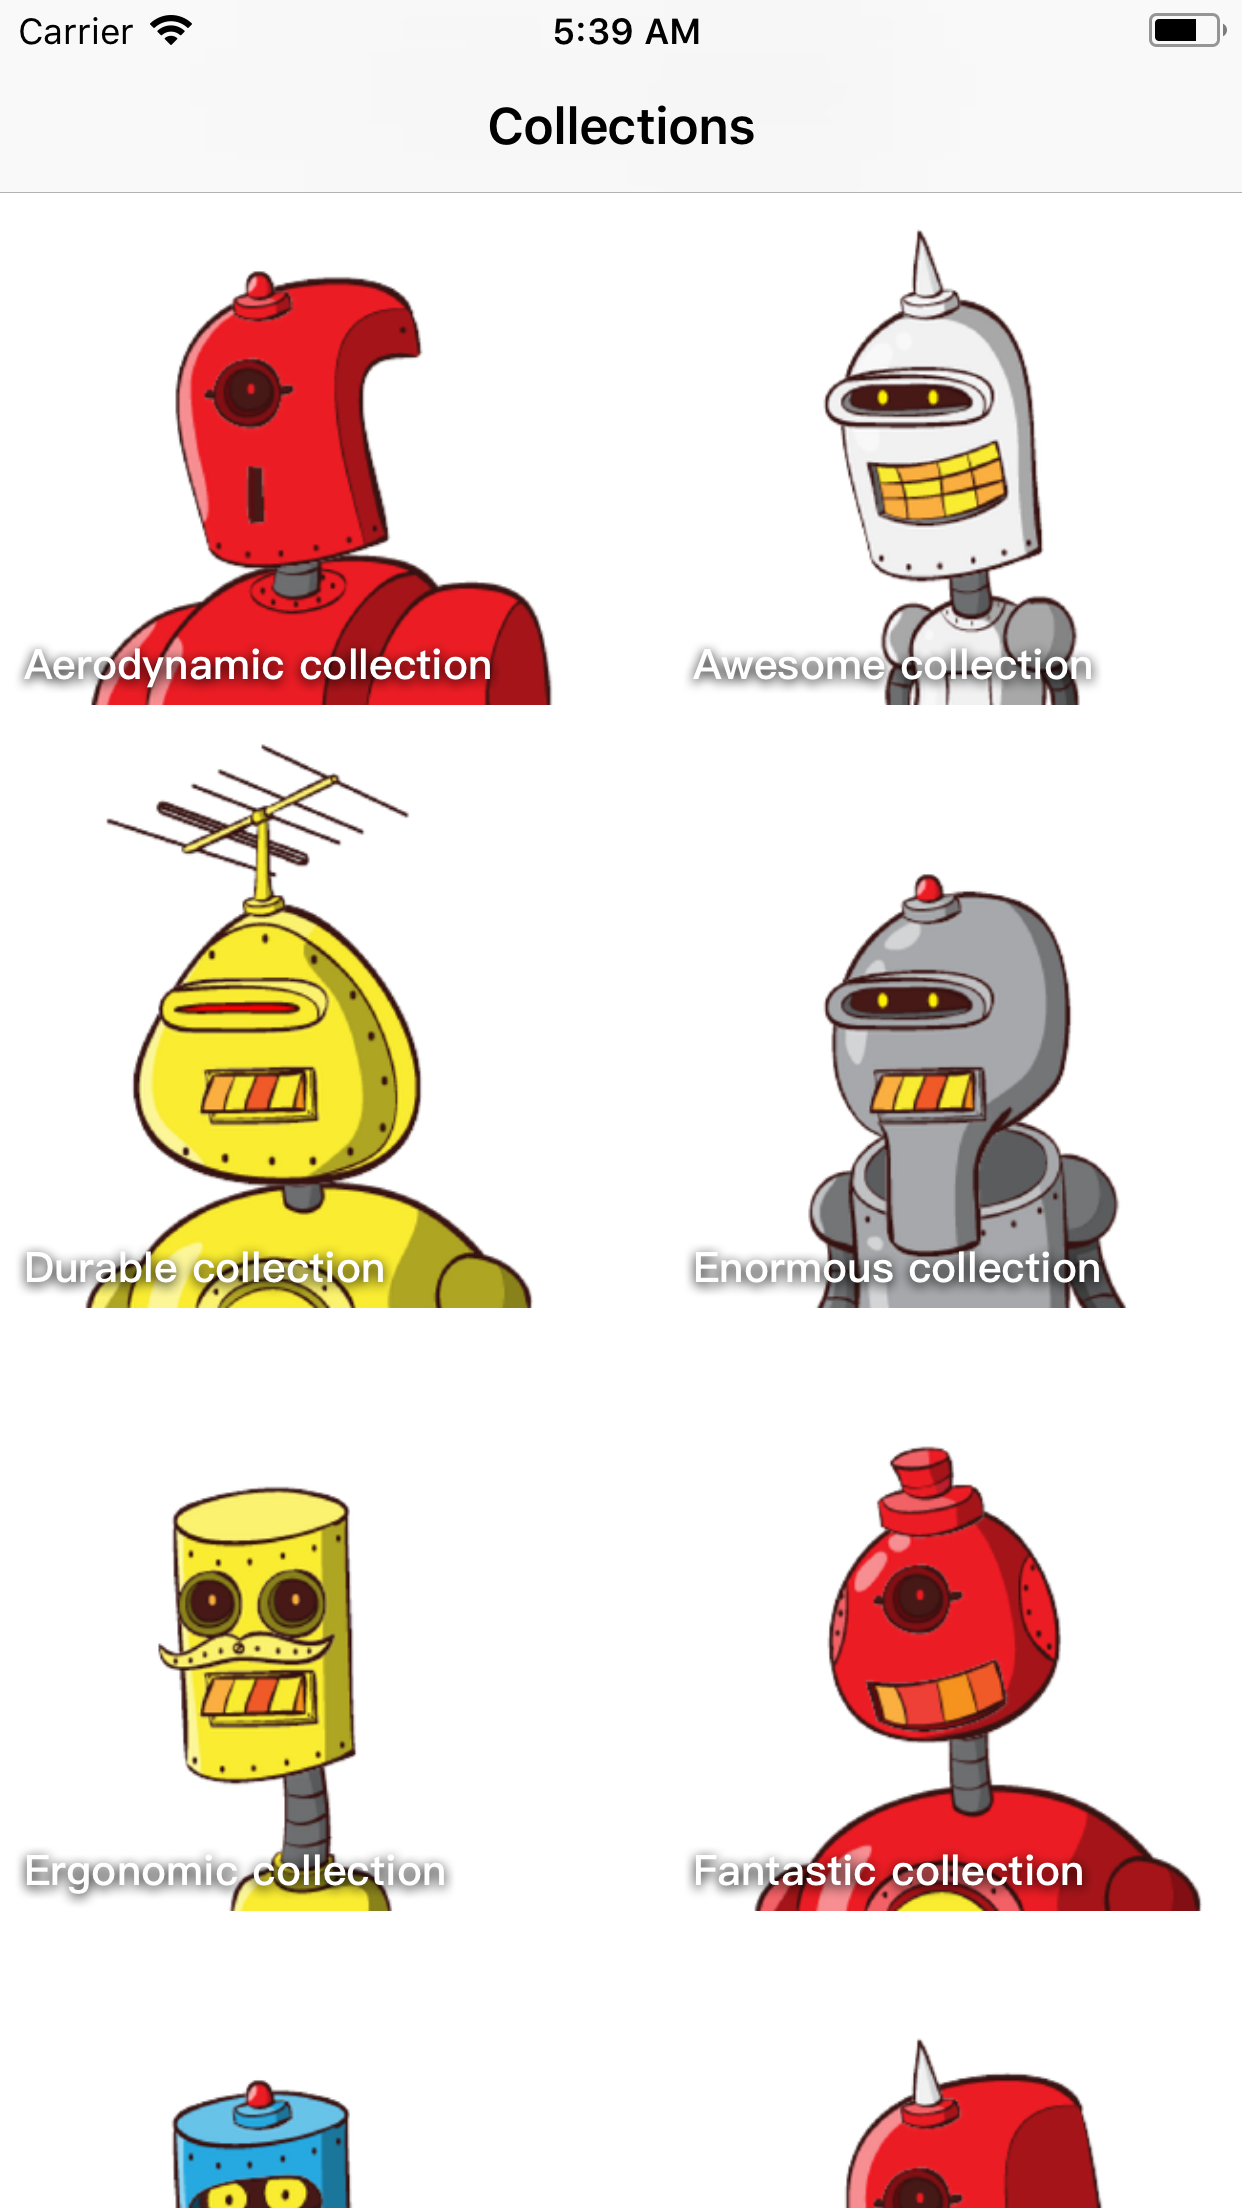 Carrier
5:39 AM
Collections
Aerodynamic collection
Awesome collection
Durable collection
Enormous collection
Ergonomic collection
Fantastic collection